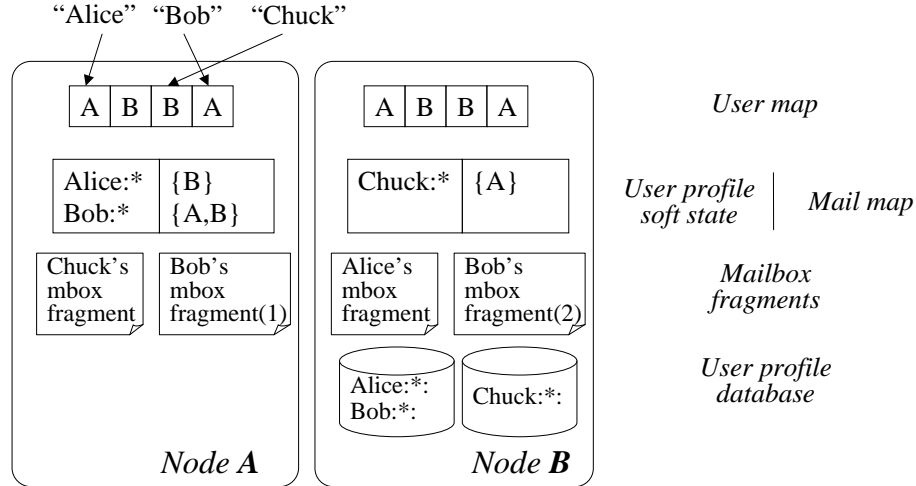 “Alice” “Bob” “Chuck”
A B B A
A B B A
User map
Alice:* {B}
Bob:* {A,B}
Chuck:* {A}
User profile
soft state
Mail map
Chuck's
mbox
fragment
Bob's
mbox
fragment(1)
Alice's
mbox
fragment
Bob's
mbox
fragment(2)
Mailbox
fragments
Alice:*:
Bob:*:
Chuck:*:
User profile
database
Node A
Node B